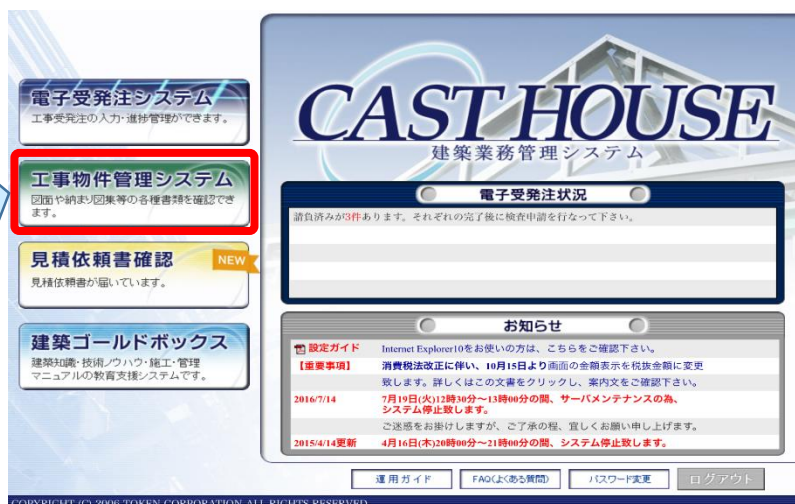 電子受発注システム
工事受発注の入力・進捗管理ができます。
工事物件管理システム
図面や納まり図集等の各種書類を確認でき
ます。
見積依頼書確認
NEW
見積依頼書が届いています。
建築ゴールドボックス
建築知識・技術ノウハウ・施工・管理
マニュアルの教育支援システムです。
CAST HOUSE
建築業務管理システム
電子受発注状況
請負済みが3件あります。それぞれの完了後に検査申請を行なって下さい。
お知らせ
設定ガイド Internet Explorer10をお使いの方は、こちらをご確認下さい。
【重要事項】 消費税法改正に伴い、10月15日より画面の金額表示を税抜金額に変更
致します。詳しくはこの文書をクリックし、案内文をご確認下さい。
2016/7/14 7月19日(火)12時30分～13時00分の間、サーバメンテナンスの為、
システム停止致します。
ご迷惑をお掛けしますが、ご了承の程、宜しくお願い申し上げます。
2015/4/14更新 4月16日(木)20時00分～21時00分の間、システム停止致します。
運用ガイド FAQ(よくある質問) パスワード変更 ログアウト
COPYRIGHT (C) 2006 TOKEN CORPORATION ALL RIGHTS RESERVED